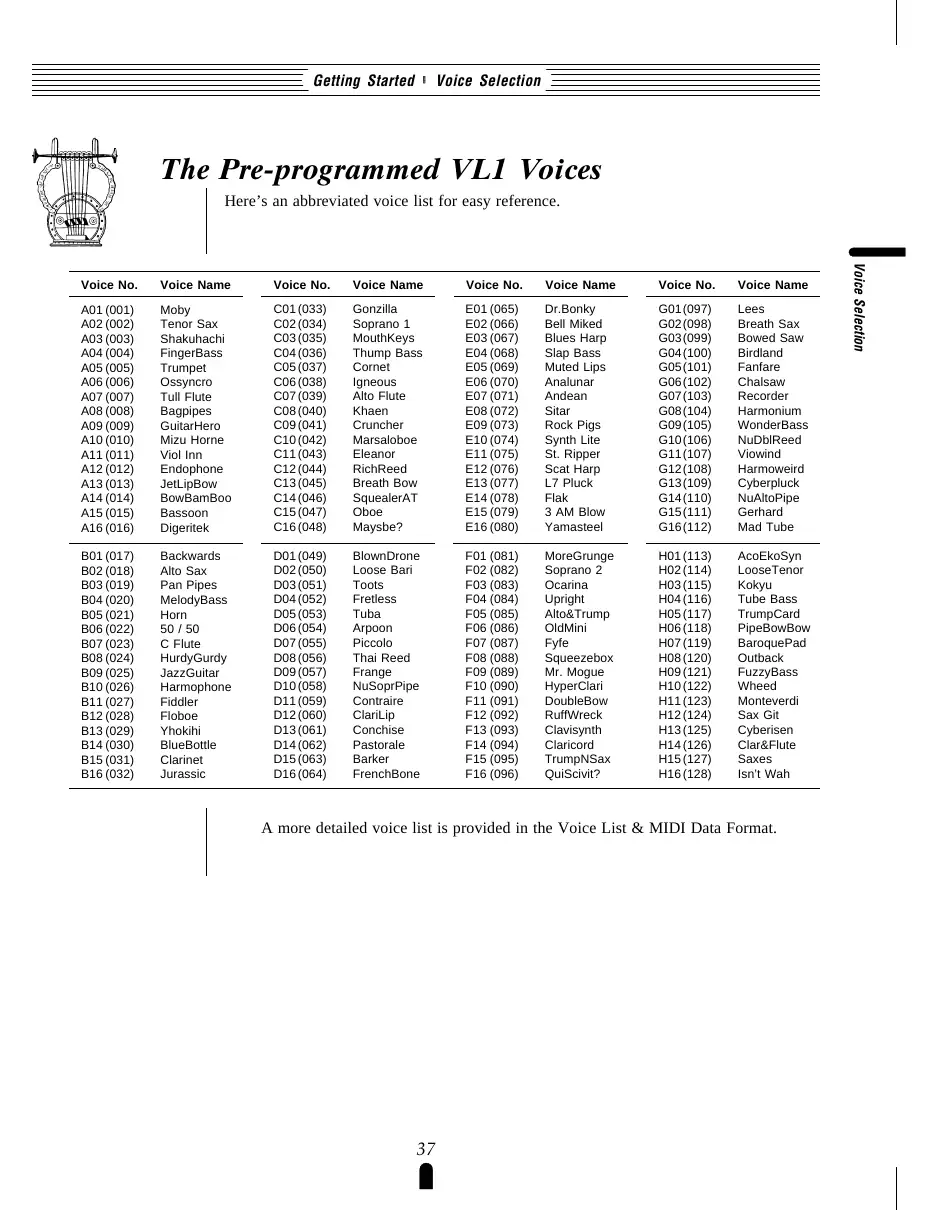 Getting Started Voice Selection
The Pre-programmed VL1 Voices
Here's an abbreviated voice list for easy reference.
Voice Selection
Voice No. Voice Name Voice No. Voice Name Voice No. Voice Name Voice No. Voice Name
A01 (001) Moby C01 (033) Gonzilla E01 (065) Dr.Bonky G01 (097) Lees
A02 (002) Tenor Sax C02 (034) Soprano 1 E02 (066) Bell Miked G02 (098) Breath Sax
A03 (003) Shakuhachi C03 (035) MouthKeys E03 (067) Blues Harp G03 (099) Bowed Saw
A04 (004) FingerBass C04 (036) Thump Bass E04 (068) Slap Bass G04 (100) Birdland
A05 (005) Trumpet C05 (037) Cornet E05 (069) Muted Lips G05 (101) Fanfare
A06 (006) Ossyncro C06 (038) Igneous E06 (070) Analunar G06 (102) Chalsaw
A07 (007) Tull Flute C07 (039) Alto Flute E07 (071) Andean G07 (103) Recorder
A08 (008) Bagpipes C08 (040) Khaen E08 (072) Sitar G08 (104) Harmonium
A09 (009) GuitarHero C09 (041) Cruncher E09 (073) Rock Pigs G09 (105) WonderBass
A10 (010) Mizu Horne C10 (042) Marsaloboe E10 (074) Synth Lite G10 (106) NuDblReed
A11 (011) Viol Inn C11 (043) Eleanor E11 (075) St. Ripper G11 (107) Viowind
A12 (012) Endophone C12 (044) RichReed E12 (076) Scat Harp G12 (108) Harmoweird
A13 (013) JetLipBow C13 (045) Breath Bow E13 (077) L7 Pluck G13 (109) Cyberpluck
A14 (014) BowBamBoo C14 (046) SquealerAT E14 (078) Flak G14 (110) NuAltoPipe
A15 (015) Bassoon C15 (047) Oboe E15 (079) 3 AM Blow G15 (111) Gerhard
A16 (016) Digeritek C16 (048) Maysbe? E16 (080) Yamasteel G16 (112) Mad Tube
B01 (017) Backwards D01 (049) BlownDrone F01 (081) MoreGrunge H01 (113) AcoEkoSyn
B02 (018) Alto Sax D02 (050) Loose Bari F02 (082) Soprano 2 H02 (114) LooseTenor
B03 (019) Pan Pipes D03 (051) Toots F03 (083) Ocarina H03 (115) Kokyu
B04 (020) MelodyBass D04 (052) Fretless F04 (084) Upright H04 (116) Tube Bass
B05 (021) Horn D05 (053) Tuba F05 (085) Alto&Trump H05 (117) TrumpCard
B06 (022) 50 / 50 D06 (054) Arpoon F06 (086) OldMini H06 (118) PipeBowBow
B07 (023) C Flute D07 (055) Piccolo F07 (087) Fyfe H07 (119) BaroquePad
B08 (024) HurdyGurdy D08 (056) Thai Reed F08 (088) Squeezebox H08 (120) Outback
B09 (025) JazzGuitar D09 (057) Frange F09 (089) Mr. Mogue H09 (121) FuzzyBass
B10 (026) Harmophone D10 (058) NuSoprPipe F10 (090) HyperClari H10 (122) Wheed
B11 (027) Fiddler D11 (059) Contraire F11 (091) DoubleBow H11 (123) Monteverdi
B12 (028) Floboe D12 (060) ClariLip F12 (092) RuffWreck H12 (124) Sax Git
B13 (029) Yhokihi D13 (061) Conchise F13 (093) Clavisynth H13 (125) Cyberisen
B14 (030) BlueBottle D14 (062) Pastorale F14 (094) Claricord H14 (126) Clar&Flute
B15 (031) Clarinet D15 (063) Barker F15 (095) TrumpNSax H15 (127) Saxes
B16 (032) Jurassic D16 (064) FrenchBone F16 (096) QuiScivit? H16 (128) Isn't Wah
A more detailed voice list is provided in the Voice List & MIDI Data Format.
37